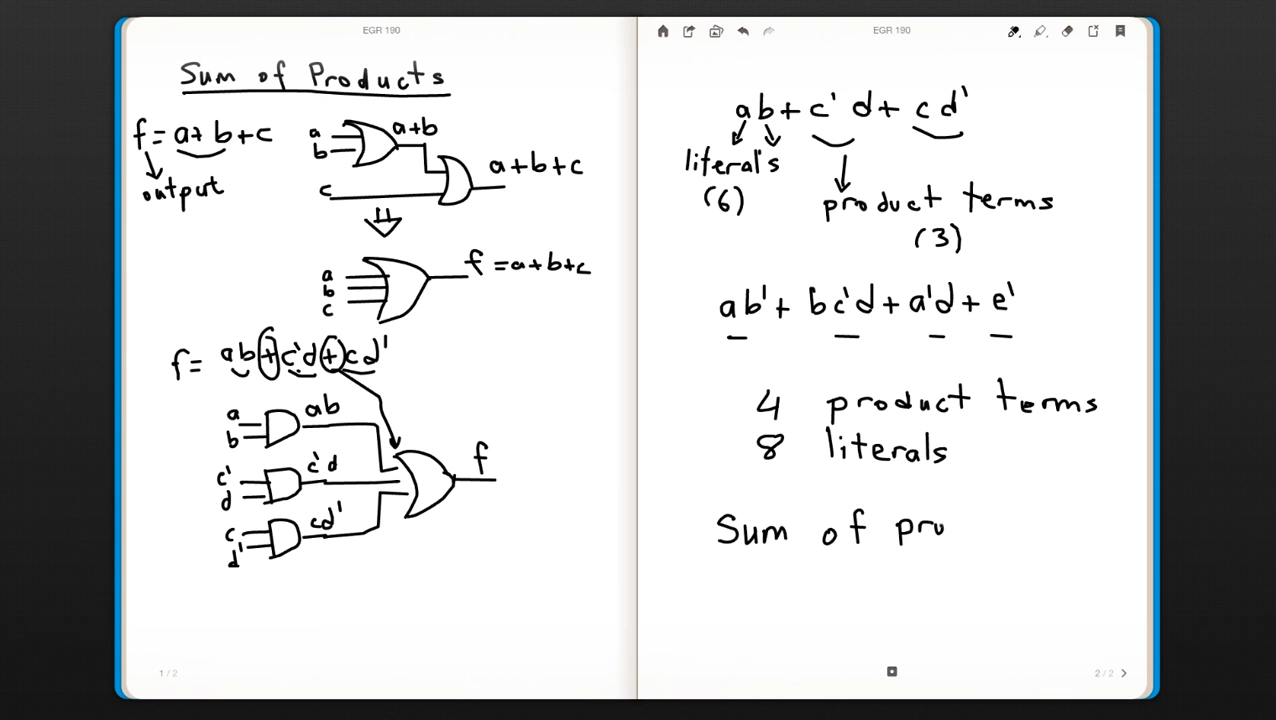 EGR 190
Sum of Products
f = a+b+c
output
a
b
a+b
c
a+b+c
a
b
c
f = a+b+c
f = ab+c'd+cd'
a
b
ab
c'
d
c'd
c
d'
cd'
f
1 / 2
EGR 190
ab+c'd+cd'
literal's
(6)
product terms
(3)
ab'+ bc'd+a'd+e'
4 product terms
8 literals
Sum of pro
2 / 2